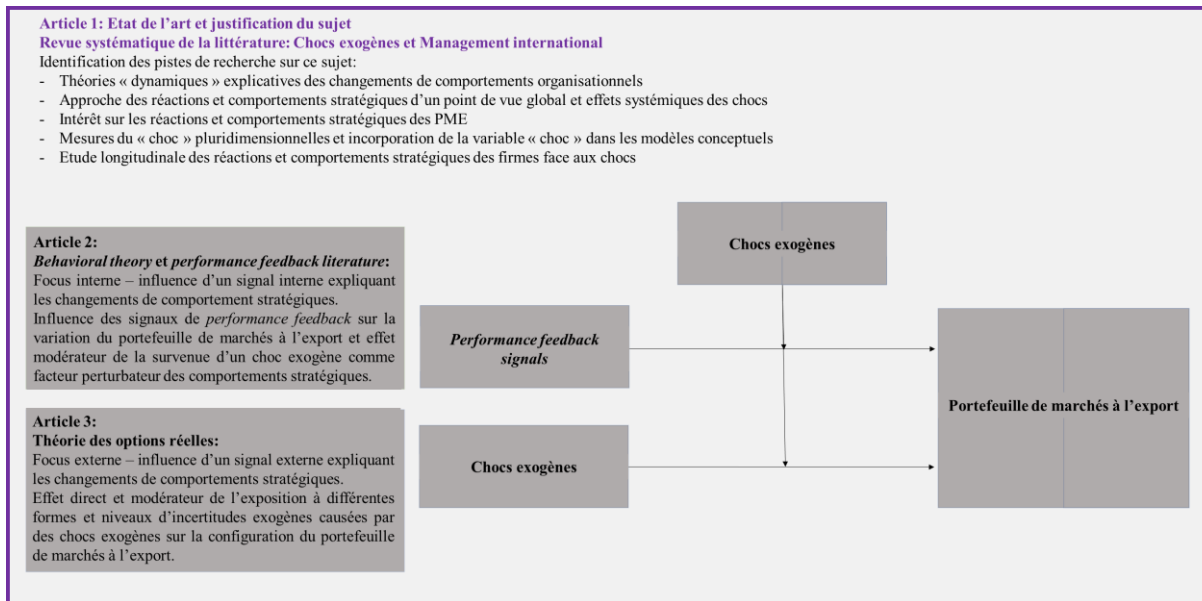 Article 1: Etat de l'art et justification du sujet
Revue systématique de la littérature: Chocs exogènes et Management international
Identification des pistes de recherche sur ce sujet:
- Théories « dynamiques » explicatives des changements de comportements organisationnels
- Approche des réactions et comportements stratégiques d'un point de vue global et effets systémiques des chocs
- Intérêt sur les réactions et comportements stratégiques des PME
- Mesures du « choc » pluridimensionnelles et incorporation de la variable « choc » dans les modèles conceptuels
- Etude longitudinale des réactions et comportements stratégiques des firmes face aux chocs
Article 2:
Behavioral theory et performance feedback literature:
Focus interne – influence d'un signal interne expliquant
les changements de comportement stratégiques.
Influence des signaux de performance feedback sur la
variation du portefeuille de marchés à l'export et effet
modérateur de la survenue d'un choc exogène comme
facteur perturbateur des comportements stratégiques.
Article 3:
Théorie des options réelles:
Focus externe – influence d'un signal externe expliquant
les changements de comportements stratégiques.
Effet direct et modérateur de l'exposition à différentes
formes et niveaux d'incertitudes exogènes causées par
des chocs exogènes sur la configuration du portefeuille
de marchés à l'export.
Chocs exogènes
Performance feedback
signals
Chocs exogènes
Portefeuille de marchés à l'export